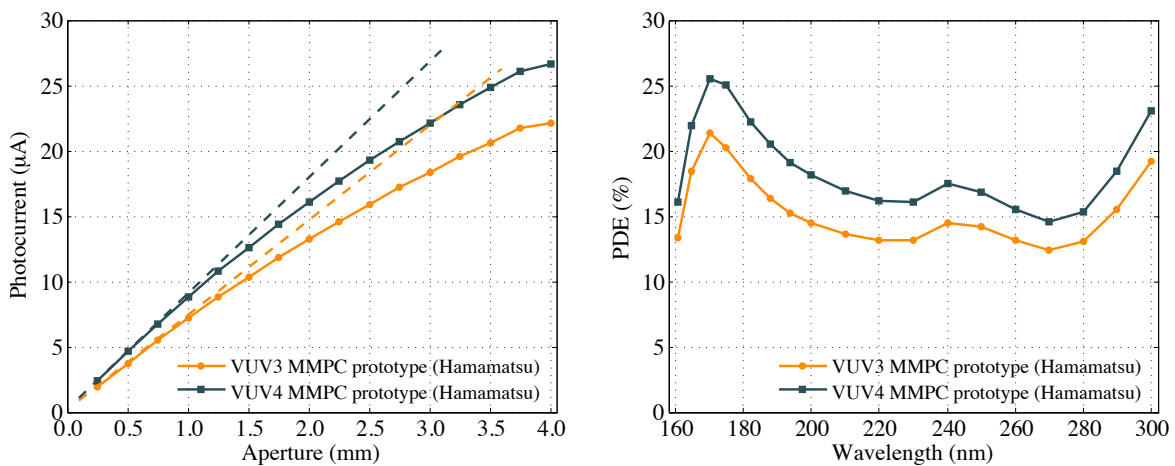 30
25
20
15
10
5
0
Photocurrent (µA)
0.0 0.5 1.0 1.5 2.0 2.5 3.0 3.5 4.0
Aperture (mm)
VUV3 MMPC prototype (Hamamatsu)
VUV4 MMPC prototype (Hamamatsu)
30
25
20
15
10
5
0
PDE (%)
160 180 200 220 240 260 280 300
Wavelength (nm)
VUV3 MMPC prototype (Hamamatsu)
VUV4 MMPC prototype (Hamamatsu)